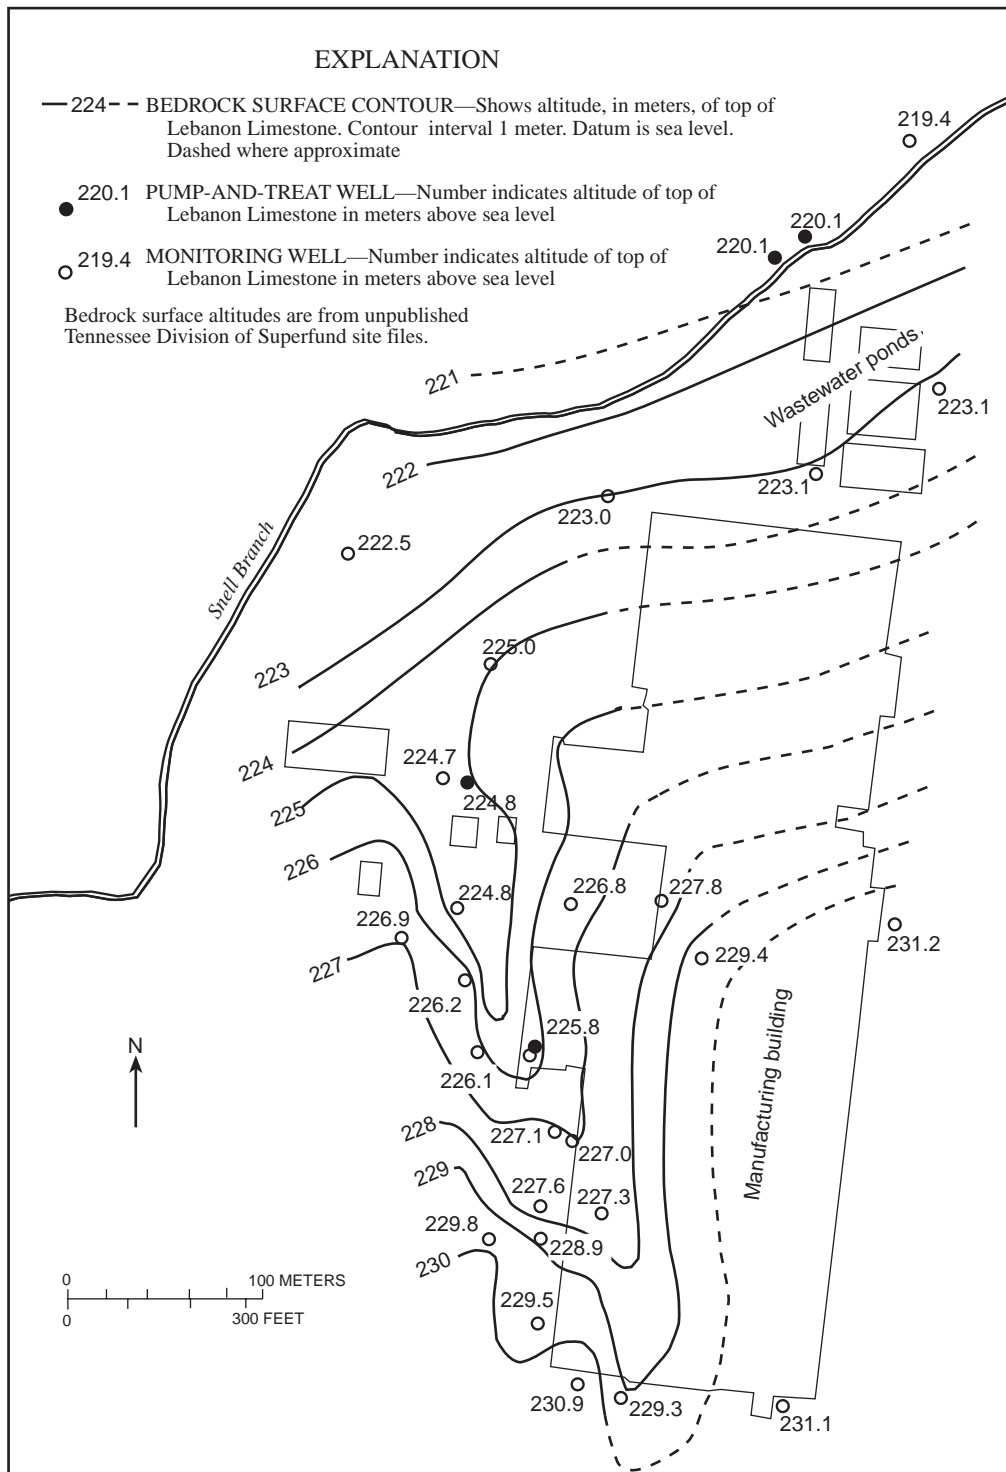 EXPLANATION
224 BEDROCK SURFACE CONTOUR—Shows altitude, in meters, of top of
Lebanon Limestone. Contour interval 1 meter. Datum is sea level.
Dashed where approximate
220.1 PUMP-AND-TREAT WELL—Number indicates altitude of top of
Lebanon Limestone in meters above sea level
219.4 MONITORING WELL—Number indicates altitude of top of
Lebanon Limestone in meters above sea level
Bedrock surface altitudes are from unpublished
Tennessee Division of Superfund site files.
219.4
220.1
220.1
221
Wastewater ponds
223.1
222
223.1
223.0
222.5
Snell Branch
225.0
223
224.7
224
224.8
225
226
224.8
226.8
227.8
226.9
231.2
227
229.4
226.2
225.8
N
226.1
Manufacturing building
228
227.1
227.0
229
227.6
227.3
229.8
228.9
230
0 100 METERS
0 300 FEET
229.5
230.9
229.3
231.1